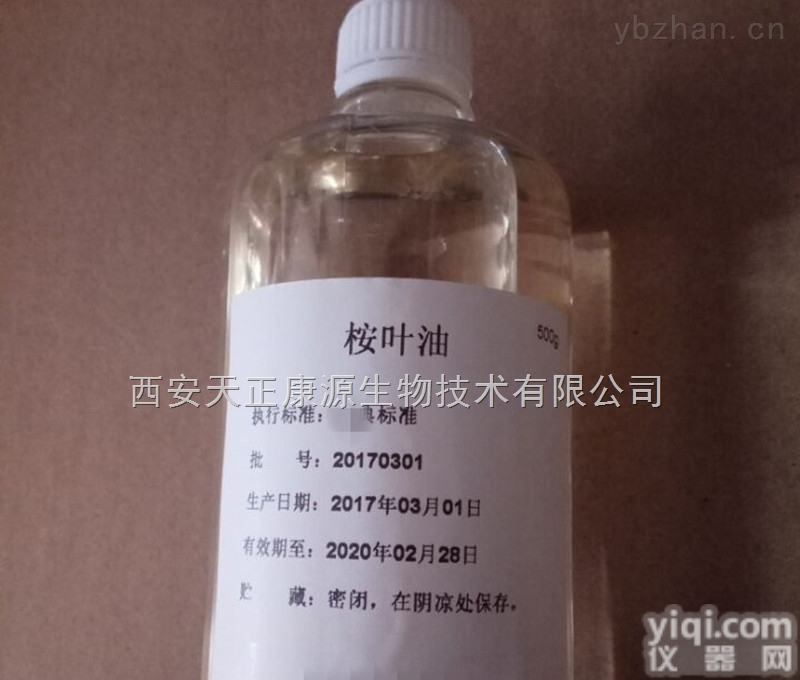 ybzhan.cn
桉叶油
500g
西安天正康源生物技术有限公司
执行标准：典标准
批 号：20170301
生产日期：2017年03月01日
有效期至：2020年02月28日
贮 藏：密闭，在阴凉处保存。
yiqi.com
仪器网